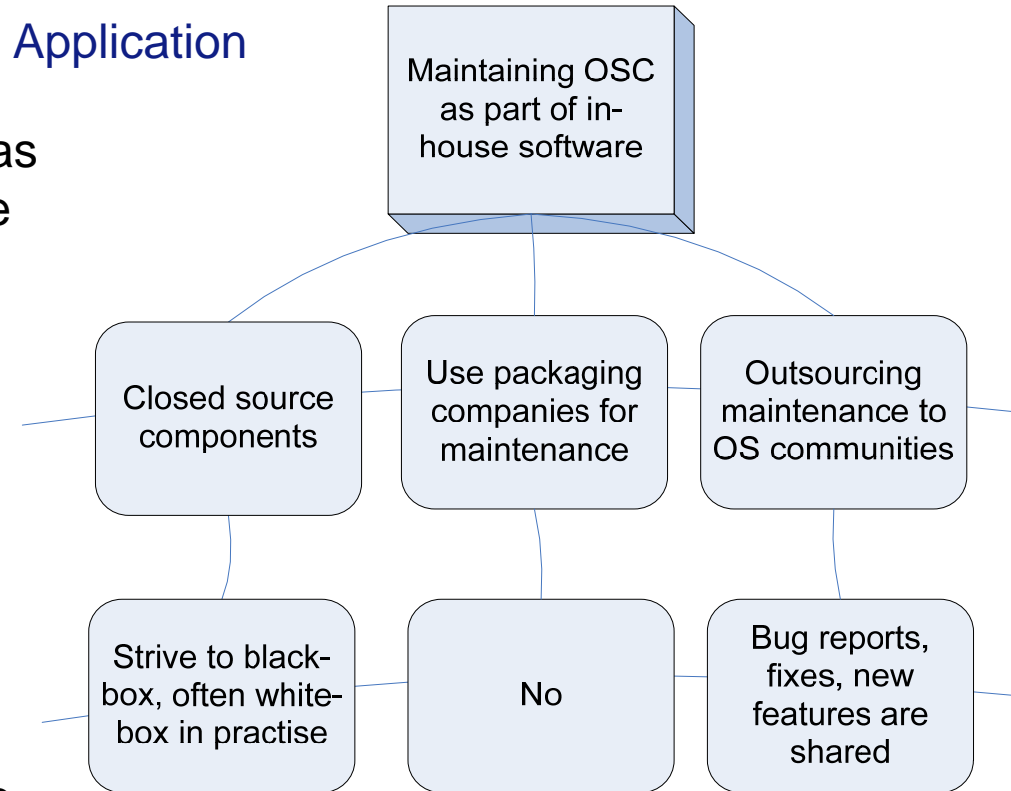 Application
as
e
Maintaining OSC
as part of in-
house software
Closed source
components
Use packaging
companies for
maintenance
Outsourcing
maintenance to
OS communities
Strive to black-
box, often white-
box in practise
No
Bug reports,
fixes, new
features are
shared